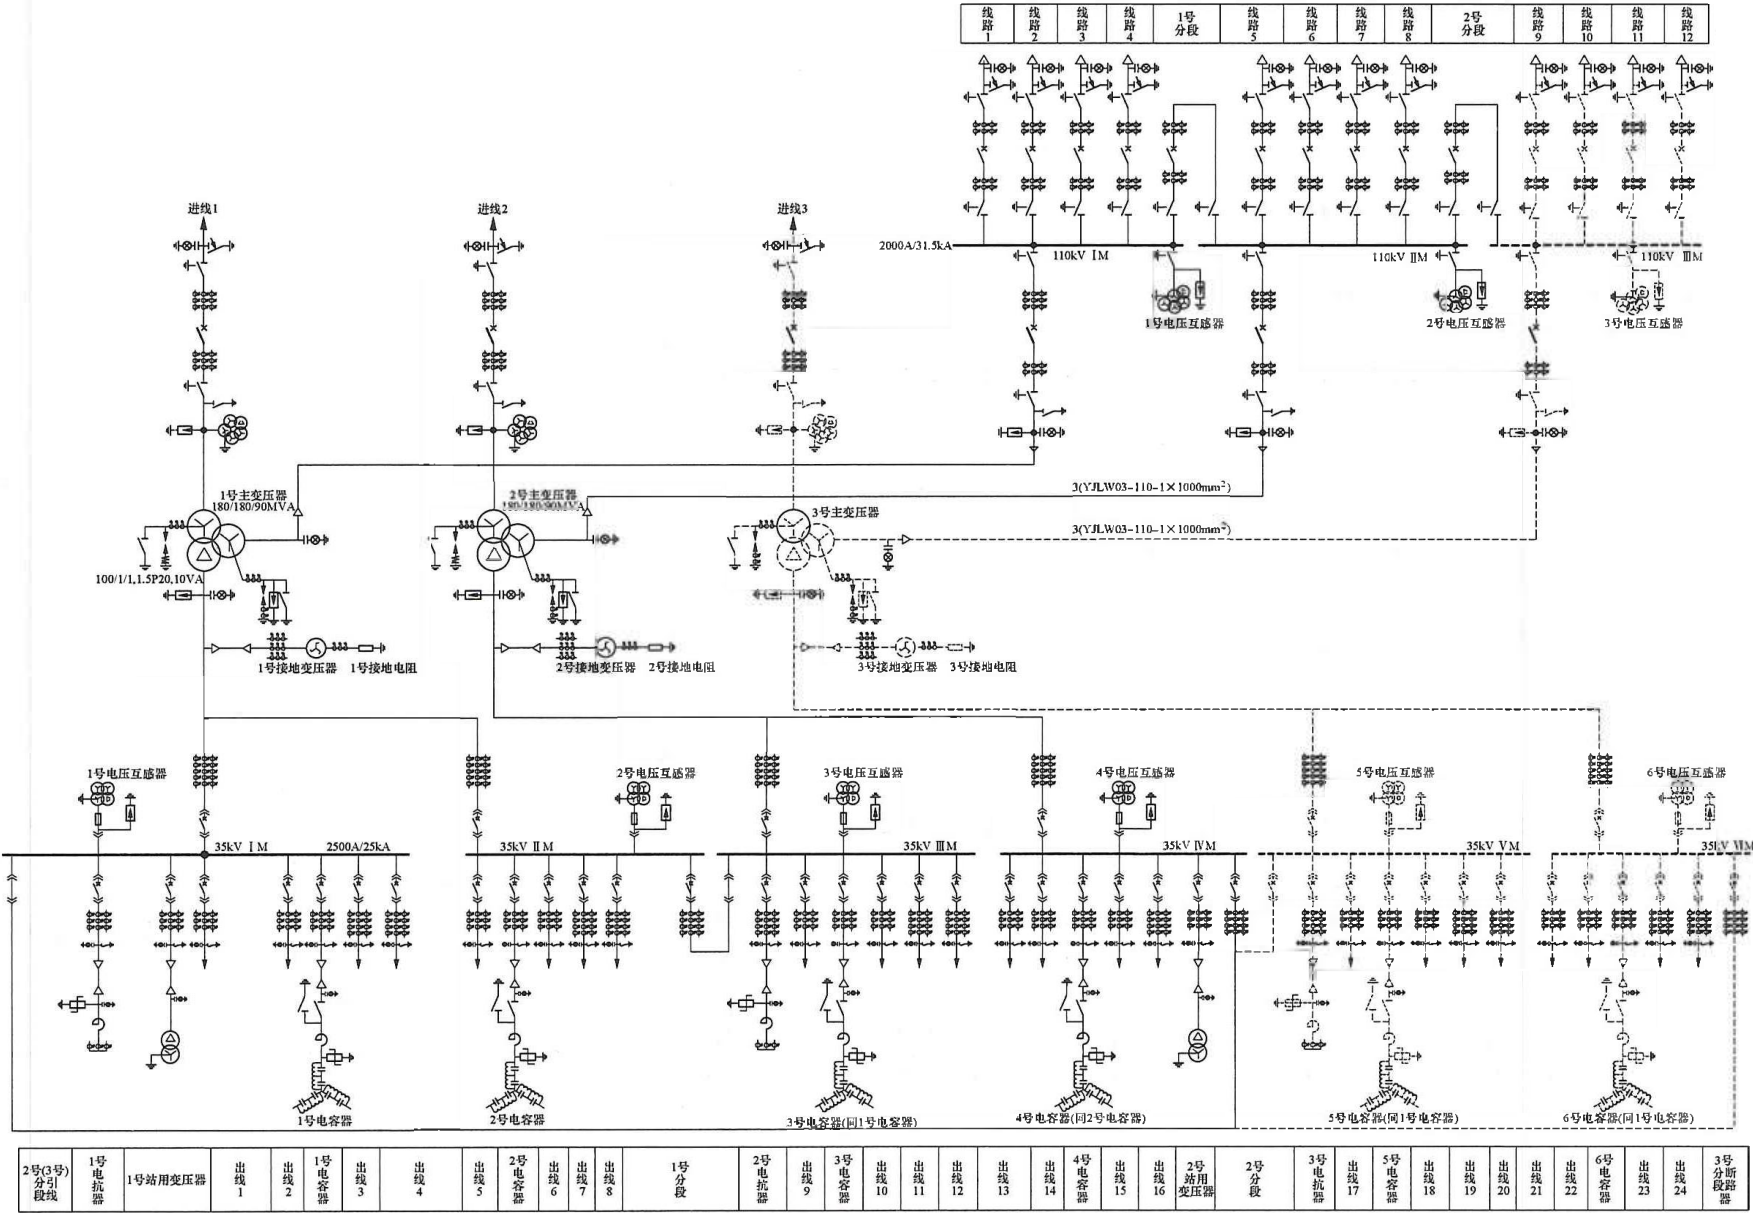 线路1
线路2
线路3
线路4
1号分段
线路5
线路6
线路7
线路8
2号分段
线路9
线路10
线路11
线路12
进线1
进线2
进线3
2000A/31.5kA
110kV ⅠM
110kV ⅡM
110kV ⅢM
1号电压互感器
2号电压互感器
3号电压互感器
1号主变压器
180/180/90MVA
2号主变压器
180/180/90MVA
3号主变压器
3(YJLW03-110-1×1000mm²)
3(YJLW03-110-1×1000mm²)
100/1/1,1.5P20,10VA
1号接地变压器
1号接地电阻
2号接地变压器
2号接地电阻
3号接地变压器
3号接地电阻
1号电压互感器
2号电压互感器
3号电压互感器
4号电压互感器
5号电压互感器
6号电压互感器
35kV ⅠM
2500A/25kA
35kV ⅡM
35kV ⅢM
35kV ⅣM
35kV ⅤM
35kV ⅥM
1号电容器
2号电容器
3号电容器(同1号电容器)
4号电容器(同2号电容器)
5号电容器(同1号电容器)
6号电容器(同1号电容器)
2号(3号)分引段线
1号电抗器
1号站用变压器
出线1
出线2
1号电容器
出线3
出线4
出线5
2号电容器
出线6
出线7
出线8
1号分段
2号电抗器
出线9
3号电容器
出线10
出线11
出线12
出线13
出线14
4号电容器
出线15
出线16
2号站用变压器
2号分段
3号电抗器
出线17
5号电容器
出线18
出线19
出线20
出线21
出线22
6号电容器
出线23
出线24
3号分断段路器